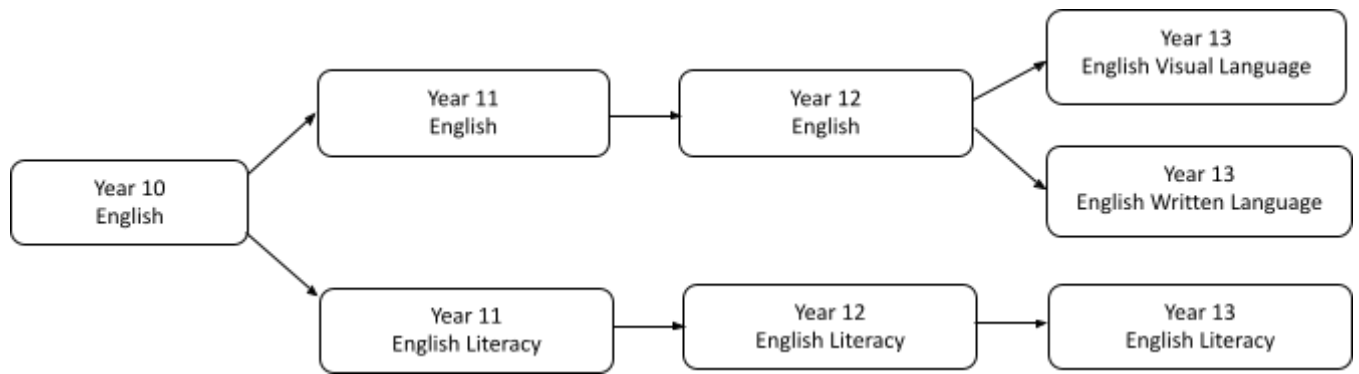 Year 10
English
Year 11
English
Year 12
English
Year 13
English Visual Language
Year 13
English Written Language
Year 11
English Literacy
Year 12
English Literacy
Year 13
English Literacy